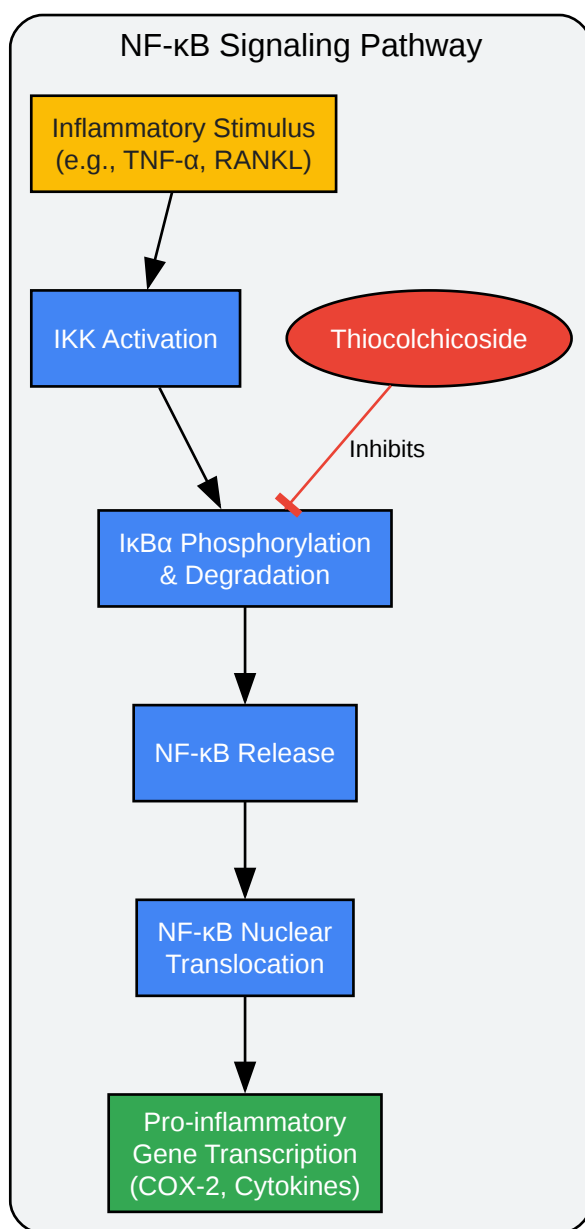 NF-κB Signaling Pathway
Inflammatory Stimulus
(e.g., TNF-α, RANKL)
IKK Activation
Thiocolchicoside
Inhibits
IκBα Phosphorylation
& Degradation
NF-κB Release
NF-κB Nuclear
Translocation
Pro-inflammatory
Gene Transcription
(COX-2, Cytokines)